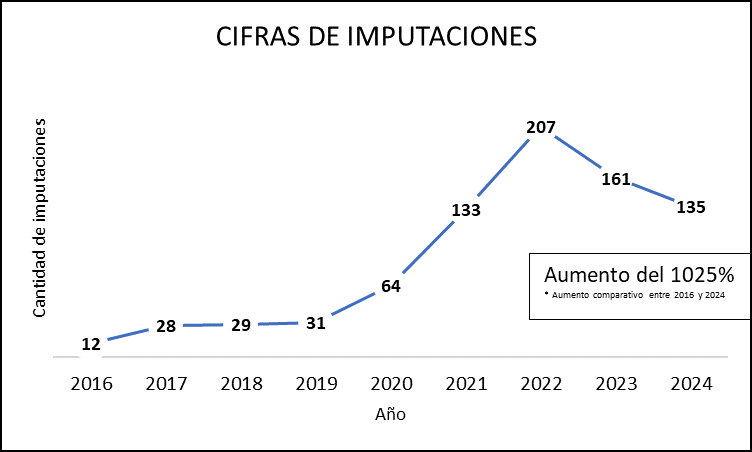 CIFRAS DE IMPUTACIONES
Cantidad de imputaciones
207
161
133
135
64
12
28
29
31
Aumento del 1025%
* Aumento comparativo entre 2016 y 2024
2016 2017 2018 2019 2020 2021 2022 2023 2024
Año